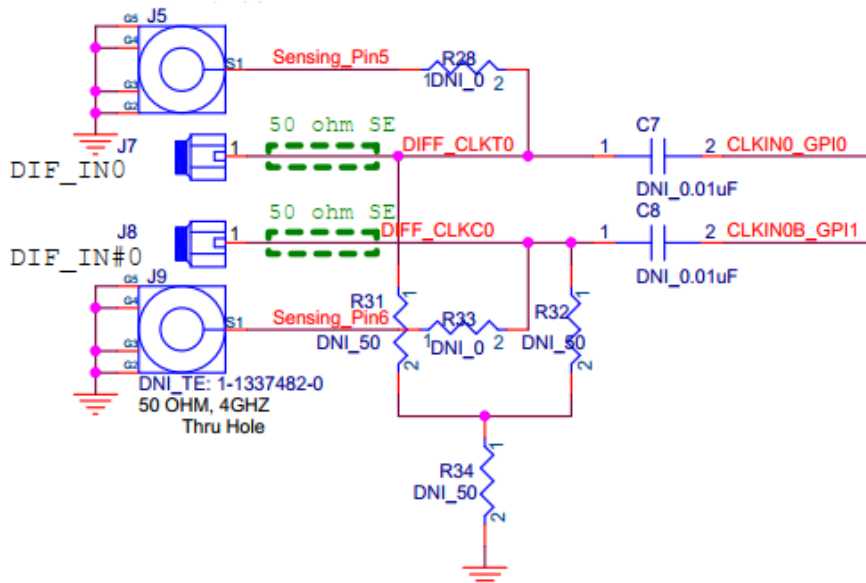 G5
J5
G4
G3
G2
S1
Sensing_Pin5
R28
1
DNI_0
2
50 ohm SE
J7
1
DIFF_CLKT0
DIF_IN0
C7
1
2
CLKIN0_GPI0
DNI_0.01uF
50 ohm SE
J8
1
DIFF_CLKC0
DIF_IN#0
C8
1
2
CLKIN0B_GPI1
DNI_0.01uF
G5
J9
G4
G3
G2
S1
Sensing_Pin6
R31
1
DNI_50
2
R33
1
DNI_0
2
R32
1
DNI_50
2
DNI_TE: 1-1337482-0
50 OHM, 4GHZ
Thru Hole
R34
1
DNI_50
2